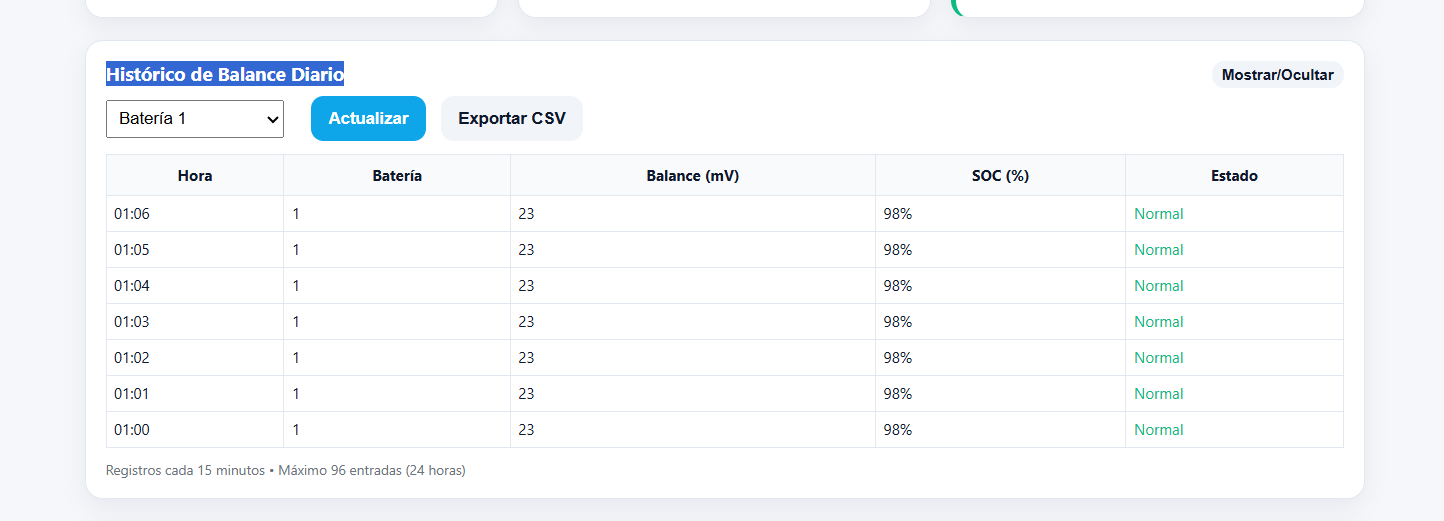 Histórico de Balance Diario Mostrar/Ocultar
Batería 1 Actualizar Exportar CSV
Hora Batería Balance (mV) SOC (%) Estado
01:06 1 23 98% Normal
01:05 1 23 98% Normal
01:04 1 23 98% Normal
01:03 1 23 98% Normal
01:02 1 23 98% Normal
01:01 1 23 98% Normal
01:00 1 23 98% Normal
Registros cada 15 minutos • Máximo 96 entradas (24 horas)